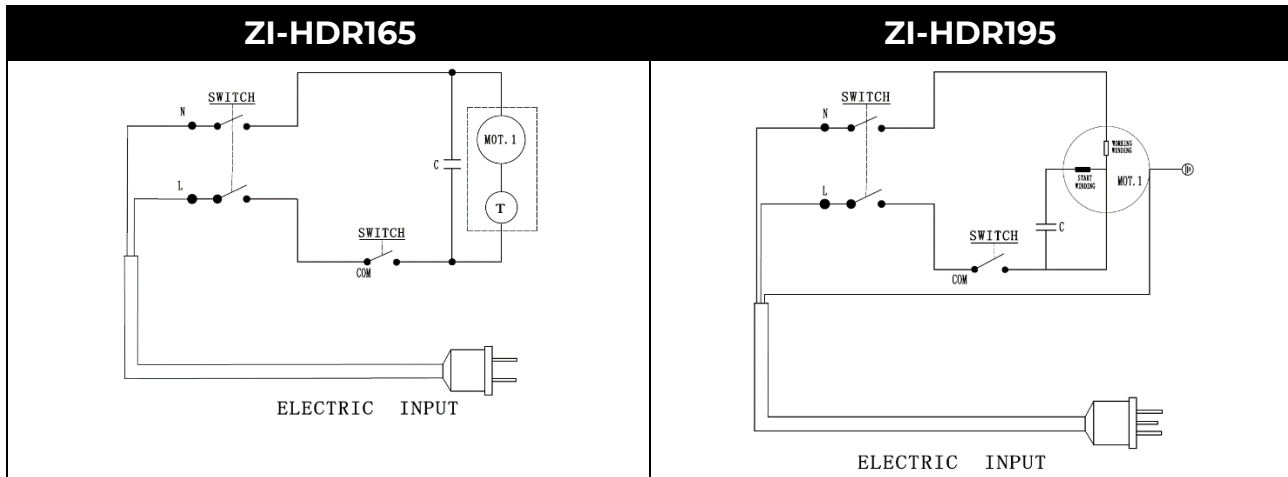 ZI-HDR165
SWITCH
N
L
C
MOT. 1
T
SWITCH
COM
ELECTRIC INPUT
ZI-HDR195
SWITCH
N
L
WORKING
WINDING
START
WINDING
MOT. 1
C
SWITCH
COM
ELECTRIC INPUT